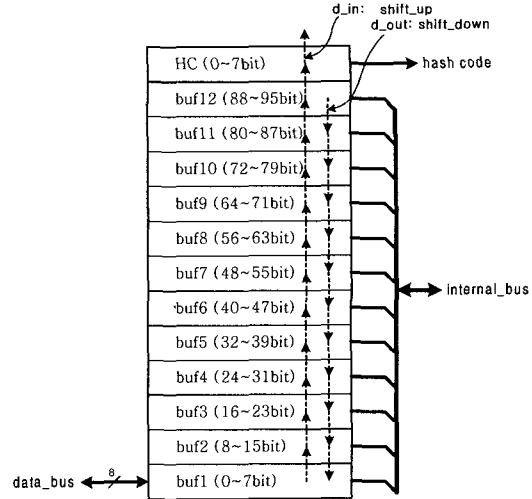 d_in: shift_up
d_out: shift_down
HC (0~7bit)
hash code
buf12 (88~95bit)
buf11 (80~87bit)
buf10 (72~79bit)
buf9 (64~71bit)
buf8 (56~63bit)
buf7 (48~55bit)
internal_bus
buf6 (40~47bit)
buf5 (32~39bit)
buf4 (24~31bit)
buf3 (16~23bit)
buf2 (8~15bit)
data_bus
8
buf1 (0~7bit)